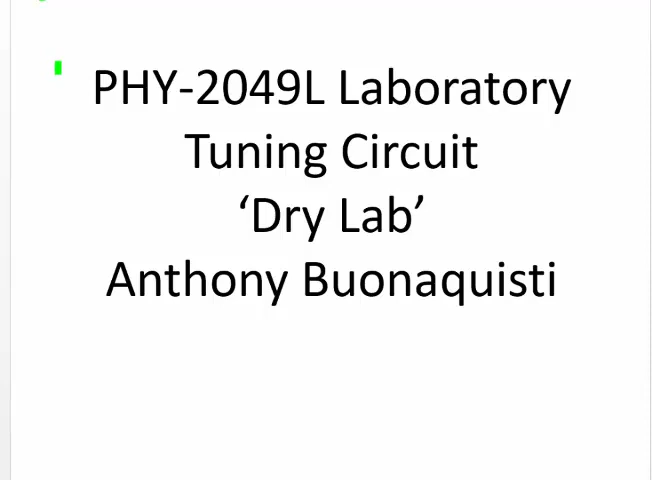 PHY-2049L Laboratory
Tuning Circuit
‘Dry Lab’
Anthony Buonaquisti